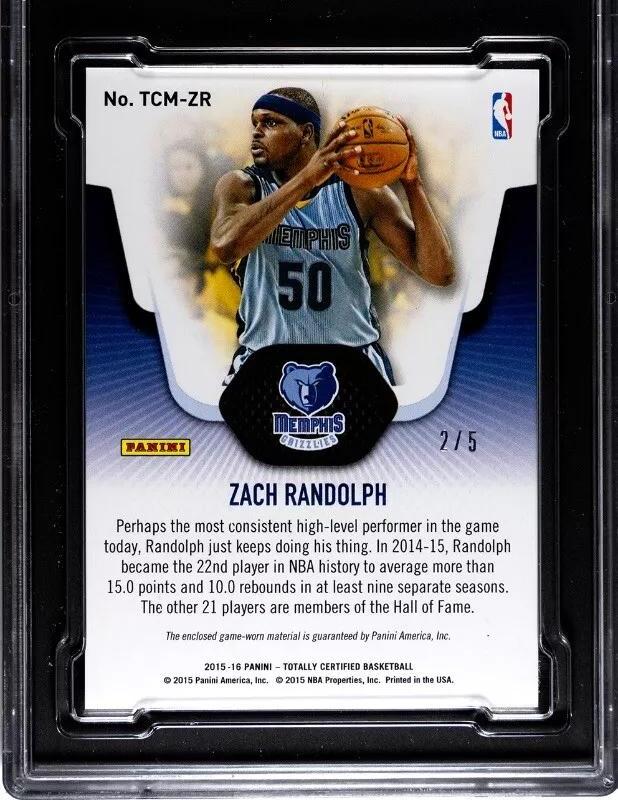 No. TCM-ZR
NBA
MEMPHIS
50
MEMPHIS
GRIZZLIES
PANINI
2/5
ZACH RANDOLPH
Perhaps the most consistent high-level performer in the game
today, Randolph just keeps doing his thing. In 2014-15, Randolph
became the 22nd player in NBA history to average more than
15.0 points and 10.0 rebounds in at least nine separate seasons.
The other 21 players are members of the Hall of Fame.
The enclosed game-worn material is guaranteed by Panini America, Inc.
2015-16 PANINI – TOTALLY CERTIFIED BASKETBALL
© 2015 Panini America, Inc. © 2015 NBA Properties, Inc. Printed in the USA.